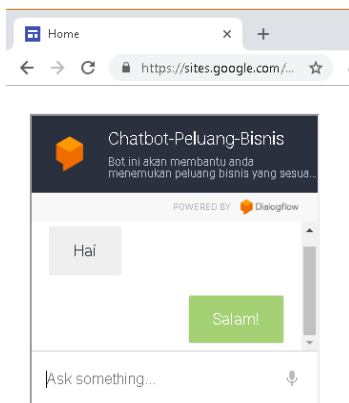 Home
https://sites.google.com/...
Chatbot-Peluang-Bisnis
Bot ini akan membantu anda
menemukan peluang bisnis yang sesua...
POWERED BY Dialogflow
Hai
Salam!
Ask something...